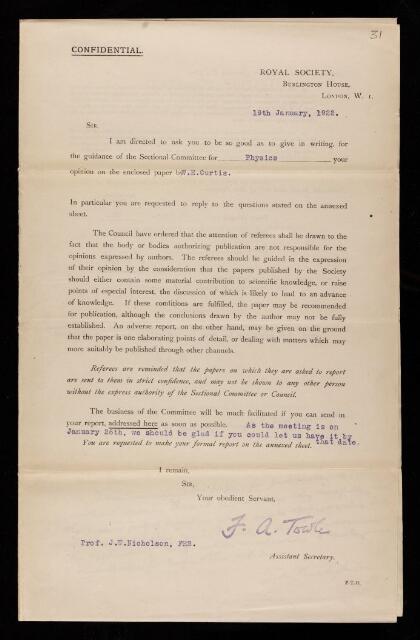 31
CONFIDENTIAL.
ROYAL SOCIETY,
BURLINGTON HOUSE,
LONDON, W. 1.
19th January, 1922.
SIR,
I am directed to ask you to be so good as to give in writing, for
the guidance of the Sectional Committee for Physics your
opinion on the enclosed paper by W.E.Curtis.
In particular you are requested to reply to the questions stated on the annexed
sheet.
The Council have ordered that the attention of referees shall be drawn to the
fact that the body or bodies authorizing publication are not responsible for the
opinions expressed by authors. The referees should be guided in the expression
of their opinion by the consideration that the papers published by the Society
should either contain some material contribution to scientific knowledge, or raise
points of especial interest, the discussion of which is likely to lead to an advance
of knowledge. If these conditions are fulfilled, the paper may be recommended
for publication, although the conclusions drawn by the author may not be fully
established. An adverse report, on the other hand, may be given on the ground
that the paper is one elaborating points of detail, or dealing with matters which may
more suitably be published through other channels.
Referees are reminded that the papers on which they are asked to report
are sent to them in strict confidence, and may not be shown to any other person
without the express authority of the Sectional Committee or Council.
The business of the Committee will be much facilitated if you can send in
your report, addressed here as soon as possible. As the meeting is on
January 26th, we should be glad if you could let us have it by
You are requested to make your formal report on the annexed sheet. that date.
I remain,
SIR,
Your obedient Servant,
F. A. Towle
Prof. J.W.Nicholson, FRS.
Assistant Secretary.
P.T.O.